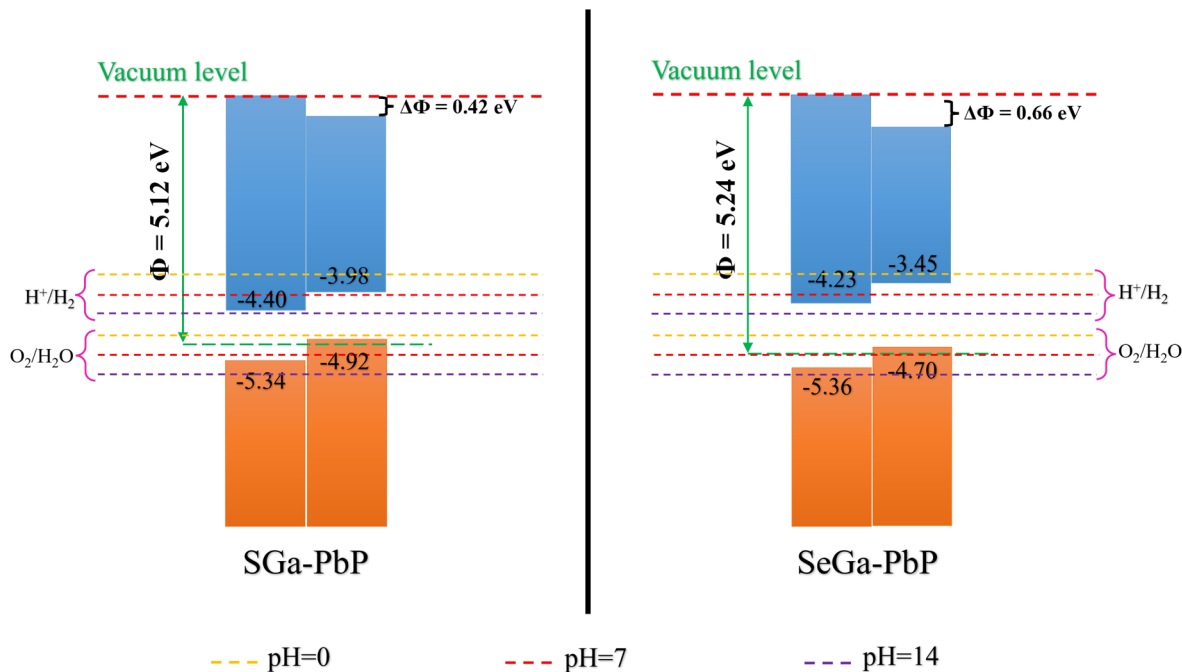 Vacuum level
ΔΦ = 0.42 eV
Φ = 5.12 eV
-3.98
-4.40
H⁺/H₂
O₂/H₂O
-4.92
-5.34
SGa-PbP
Vacuum level
ΔΦ = 0.66 eV
Φ = 5.24 eV
-3.45
-4.23
H⁺/H₂
O₂/H₂O
-4.70
-5.36
SeGa-PbP
pH=0
pH=7
pH=14